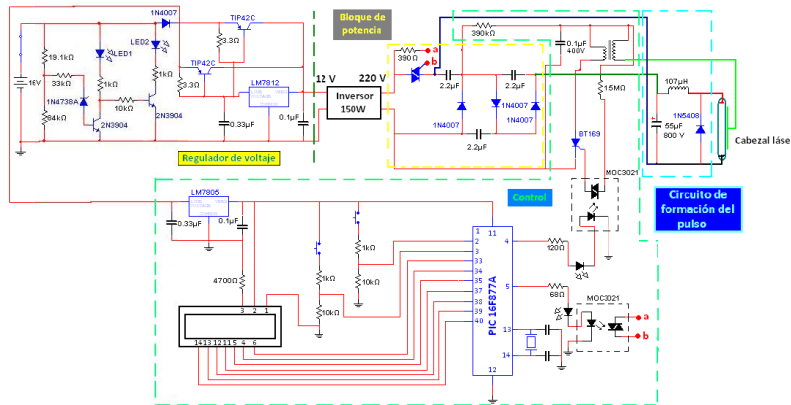 1N4007
TIP42C
Bloque de
potencia
LED1
LED2
3.3Ω
TIP42C
390Ω
a
b
390kΩ
0.1µF
400V
19.1kΩ
16V
33kΩ
1kΩ
1kΩ
3.3Ω
LM7812
12 V
220 V
Inversor
150W
2.2µF
2.2µF
15MΩ
107µH
1N4738A
10kΩ
84kΩ
2N3904
2N3904
0.33µF
0.1µF
1N4007
1N4007
1N4007
2.2µF
BT169
55µF
800 V
1N5408
Cabezal láse
Regulador de voltaje
MOC3021
Control
Circuito de
formación del
pulso
LM7805
0.33µF
0.1µF
4700Ω
1kΩ
10kΩ
1kΩ
10kΩ
3 2 1
14 13 12 11 5 4 6
1
2
33
34
35
37
38
39
40
11
PIC 16F877A
4
5
13
14
12
120Ω
68Ω
MOC3021
a
b